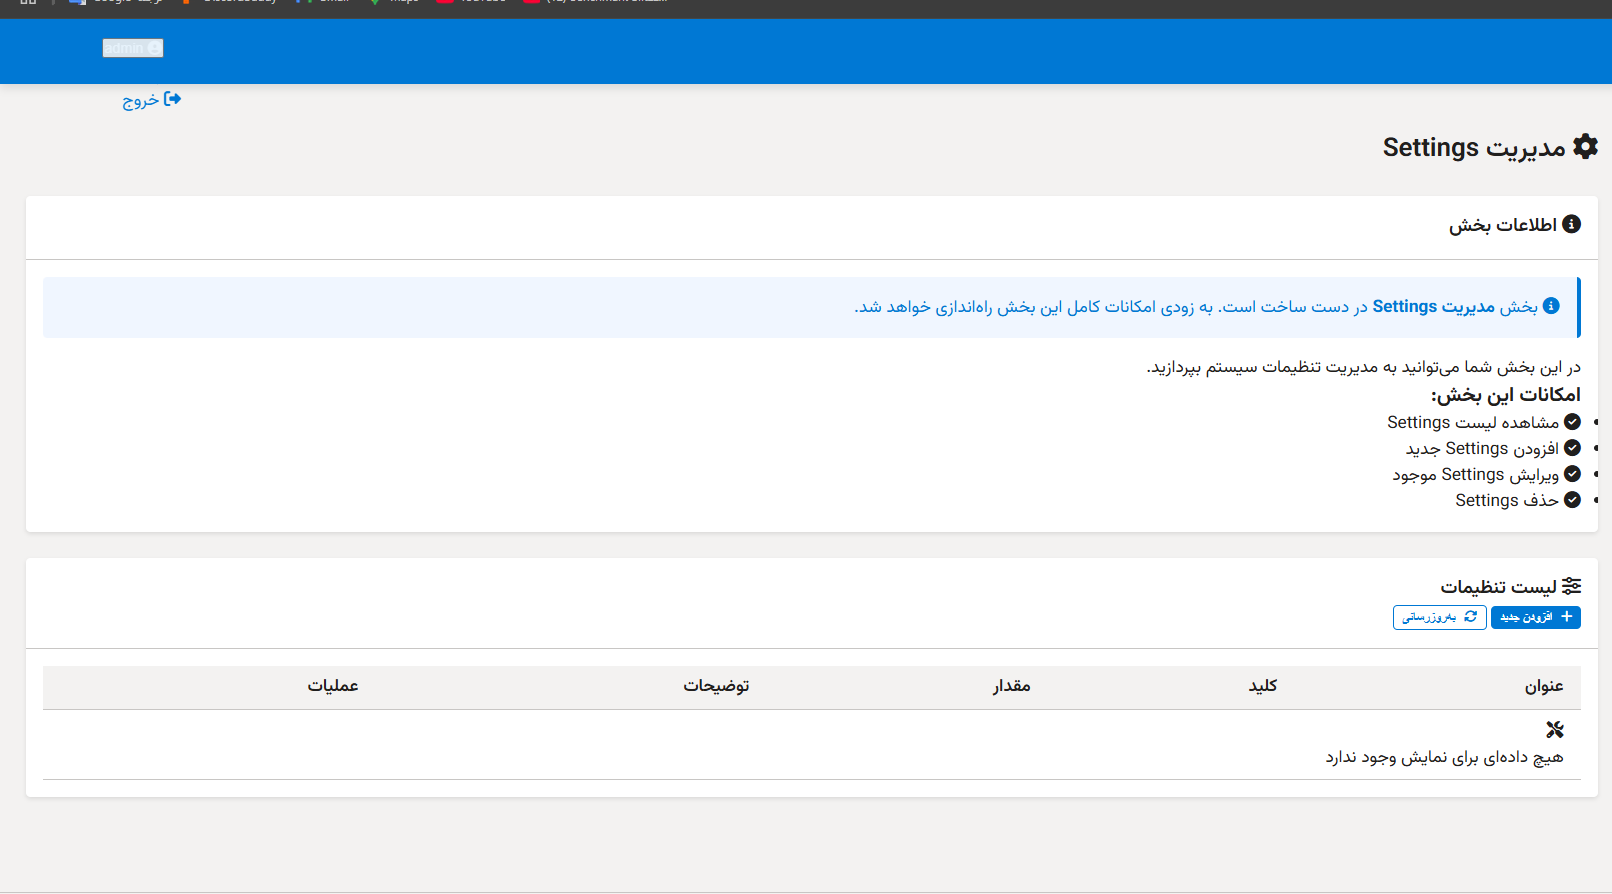 admin
خروج
مدیریت Settings
اطلاعات بخش
بخش مدیریت Settings در دست ساخت است. به زودی امکانات کامل این بخش راه‌اندازی خواهد شد.
در این بخش شما می‌توانید به مدیریت تنظیمات سیستم بپردازید.
امکانات این بخش:
مشاهده لیست Settings
افزودن Settings جدید
ویرایش Settings موجود
حذف Settings
لیست تنظیمات
افزودن جدید به‌روزرسانی
عنوان کلید مقدار توضیحات عملیات
هیچ داده‌ای برای نمایش وجود ندارد